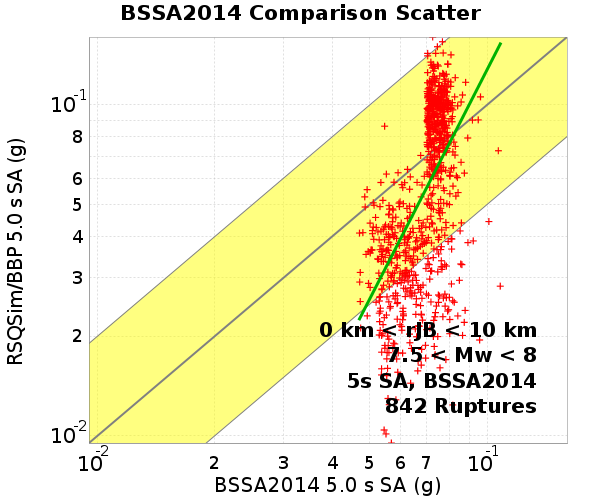 BSSA2014 Comparison Scatter
RSQSim/BBP 5.0 s SA (g)
10-1
8
6
5
4
3
2
10-2
0 km < rJB < 10 km
7.5 < Mw < 8
5s SA, BSSA2014
842 Ruptures
10-2 2 3 4 5 6 7 10-1
BSSA2014 5.0 s SA (g)